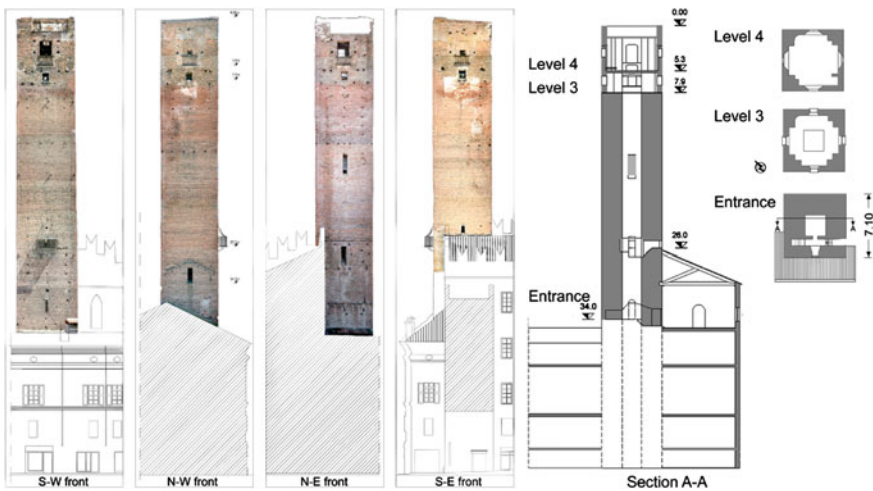 S-W front
N-W front
N-E front
S-E front
0.00
Level 4
5.3
Level 3
7.9
26.0
Entrance
34.0
Section A-A
Level 4
Level 3
Entrance
A
A
7.10